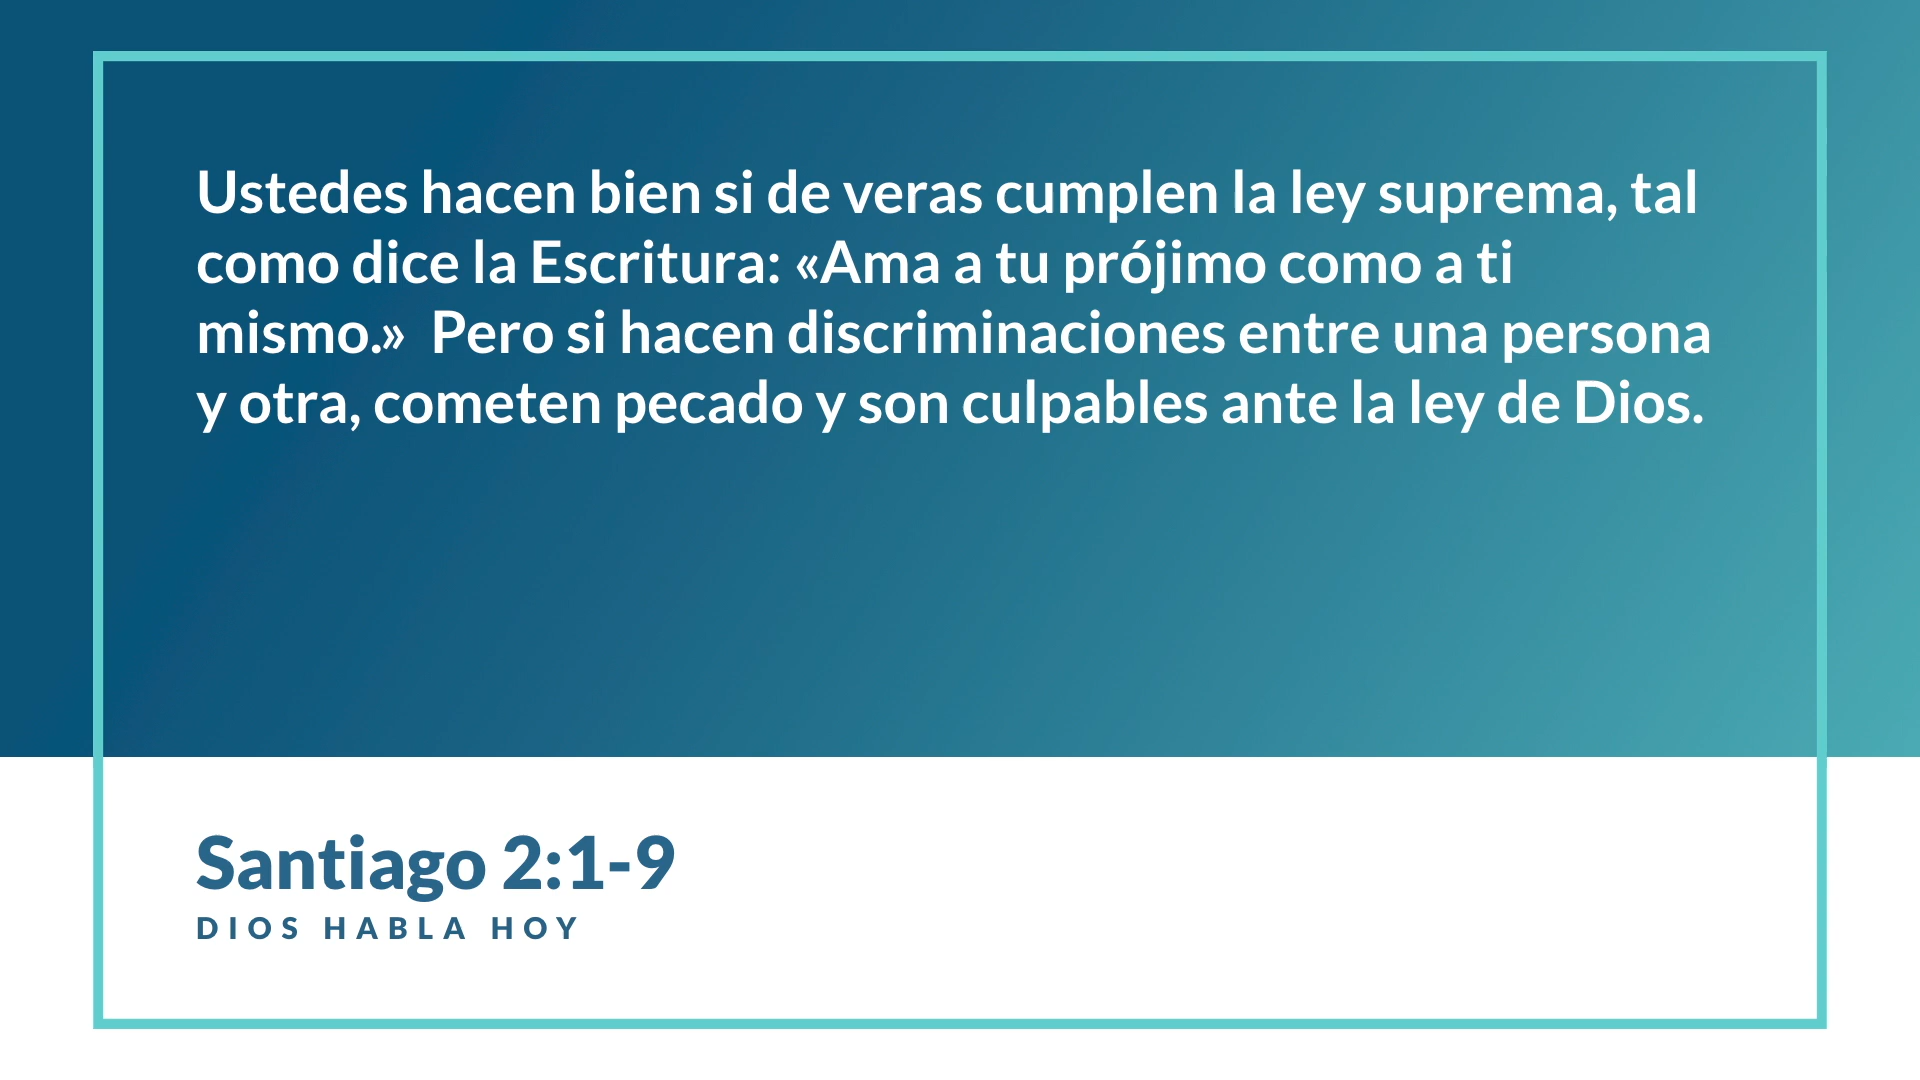 Ustedes hacen bien si de veras cumplen la ley suprema, tal
como dice la Escritura: «Ama a tu prójimo como a ti
mismo.»  Pero si hacen discriminaciones entre una persona
y otra, cometen pecado y son culpables ante la ley de Dios.
Santiago 2:1-9
DIOS HABLA HOY